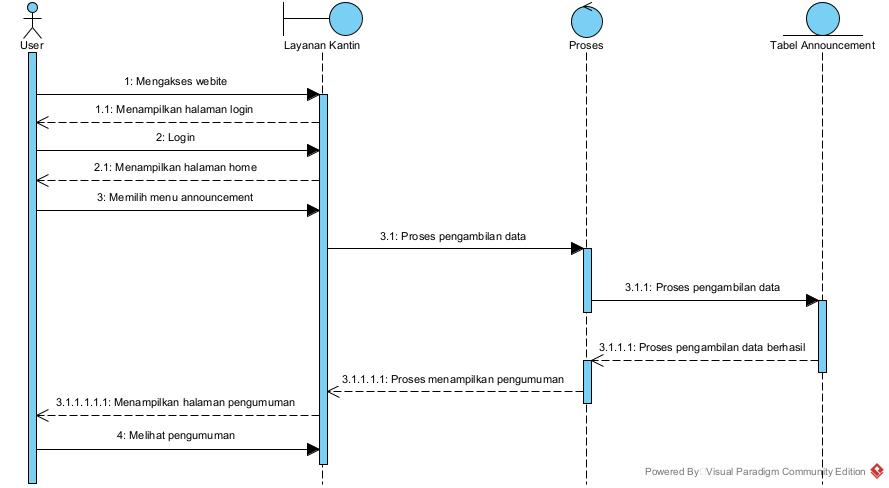 User
Layanan Kantin
Proses
Tabel Announcement
1: Mengakses webite
1.1: Menampilkan halaman login
2: Login
2.1: Menampilkan halaman home
3: Memilih menu announcement
3.1: Proses pengambilan data
3.1.1: Proses pengambilan data
3.1.1.1: Proses pengambilan data berhasil
3.1.1.1.1: Proses menampilkan pengumuman
3.1.1.1.1.1: Menampilkan halaman pengumuman
4: Melihat pengumuman
Powered By Visual Paradigm Community Edition